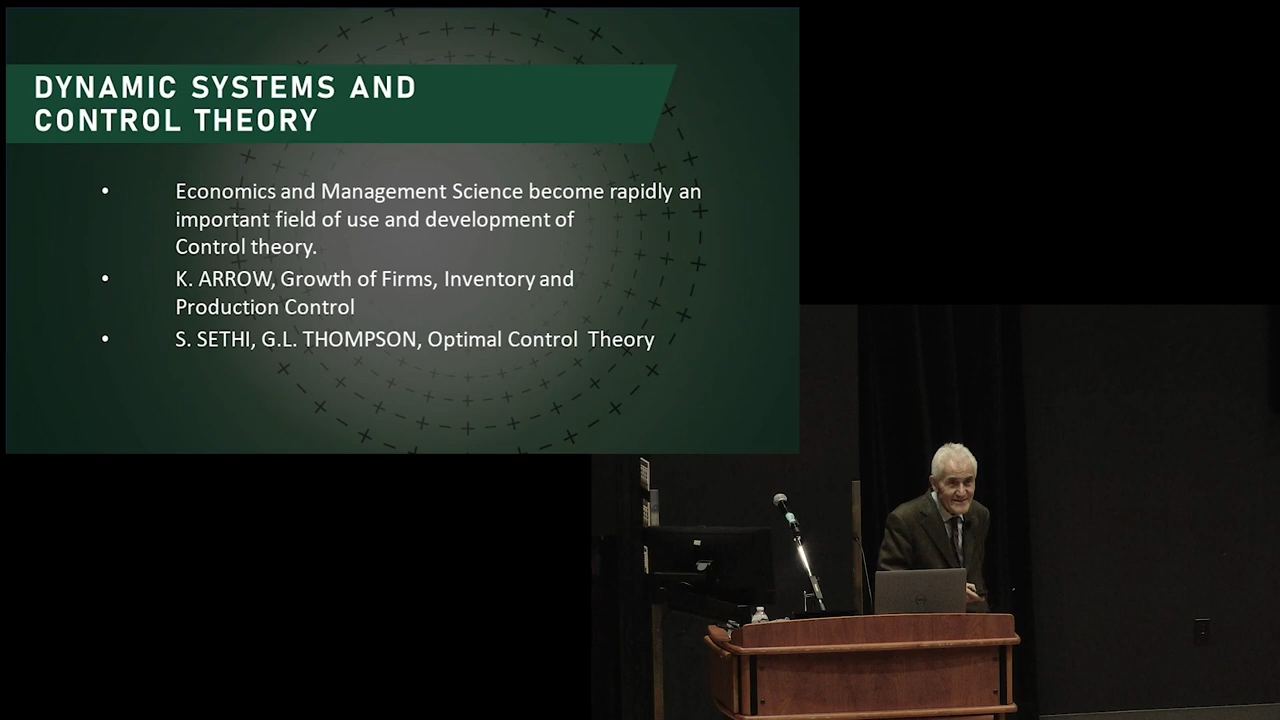 DYNAMIC SYSTEMS AND
CONTROL THEORY
• Economics and Management Science become rapidly an
important field of use and development of
Control theory.
• K. ARROW, Growth of Firms, Inventory and
Production Control
• S. SETHI, G.L. THOMPSON, Optimal Control Theory